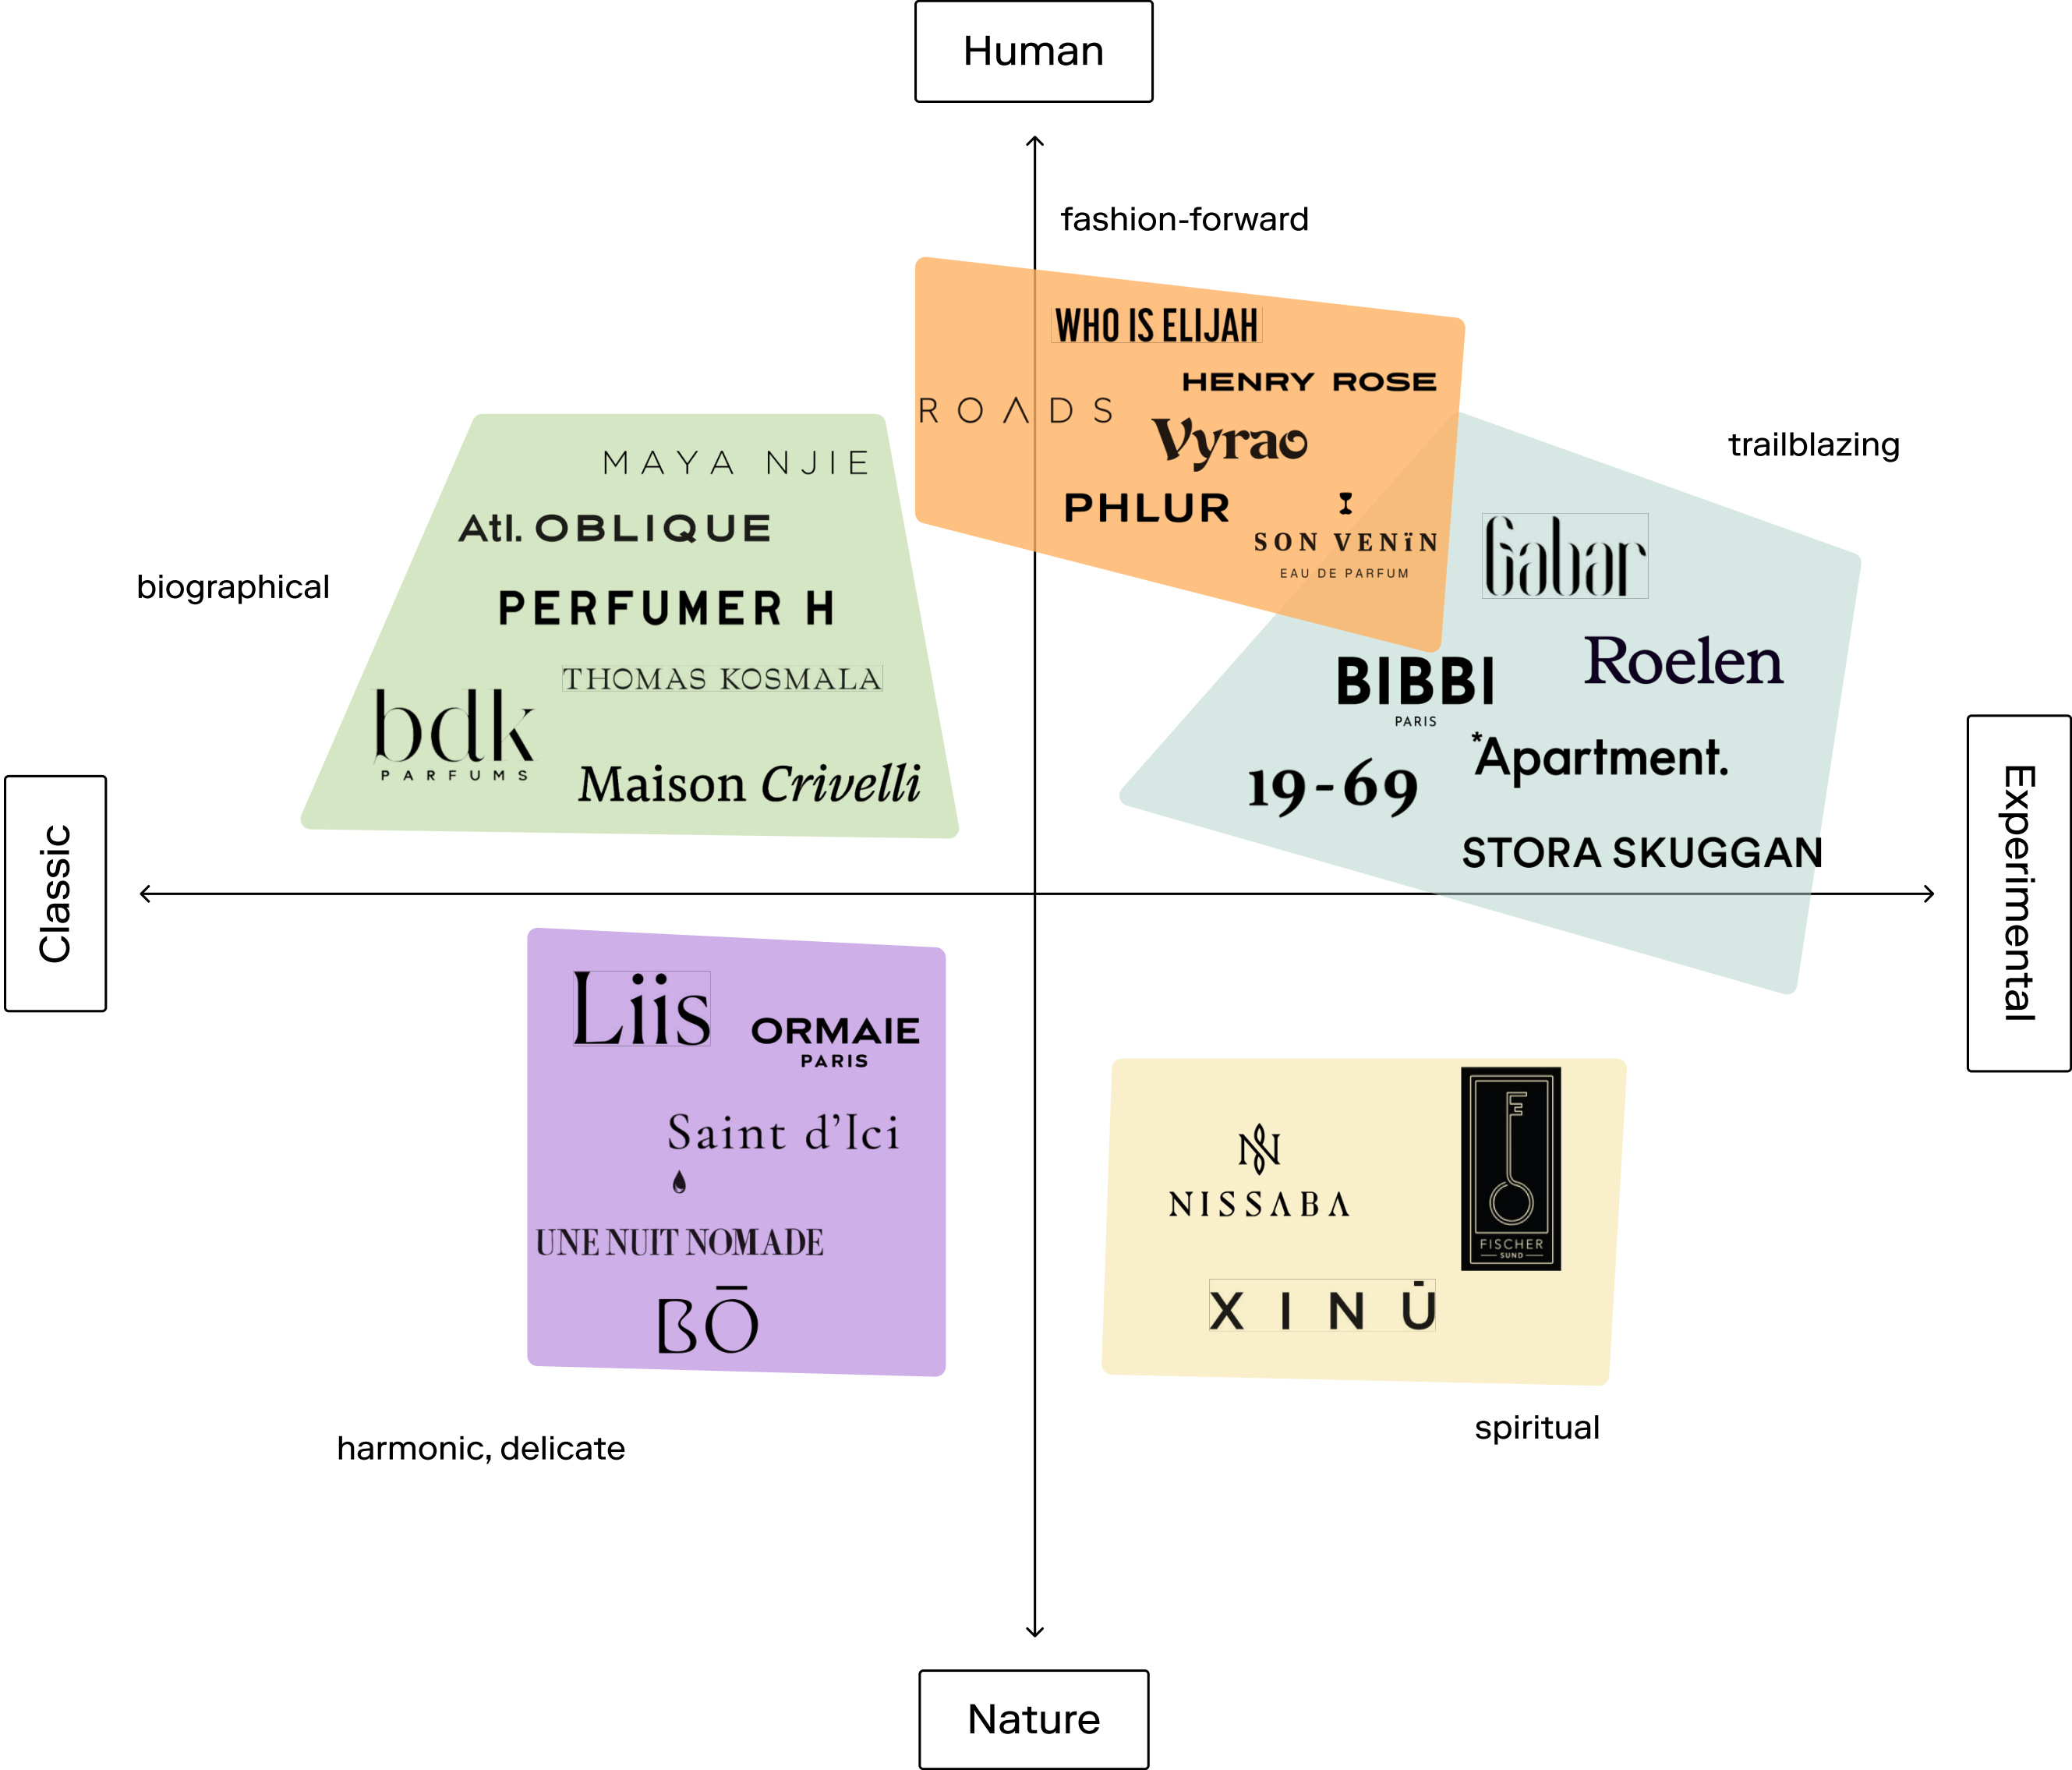 Human
fashion-forward
WHO IS ELIJAH
HENRY ROSE
ROADS
Vyrao
PHLUR
SON VENïN
EAU DE PARFUM
trailblazing
Gabar
Roelen
BIBBI
PARIS
*Apartment.
19-69
STORA SKUGGAN
biographical
MAYA NJIE
Atl. OBLIQUE
PERFUMER H
THOMAS KOSMALA
bdk
PARFUMS
Maison Crivelli
Classic
Experimental
Liis
ORMAIE
PARIS
Saint d’Ici
UNE NUIT NOMADE
BŌ
harmonic, delicate
N
NISSABA
F
FISCHER
SUND
XINŪ
spiritual
Nature